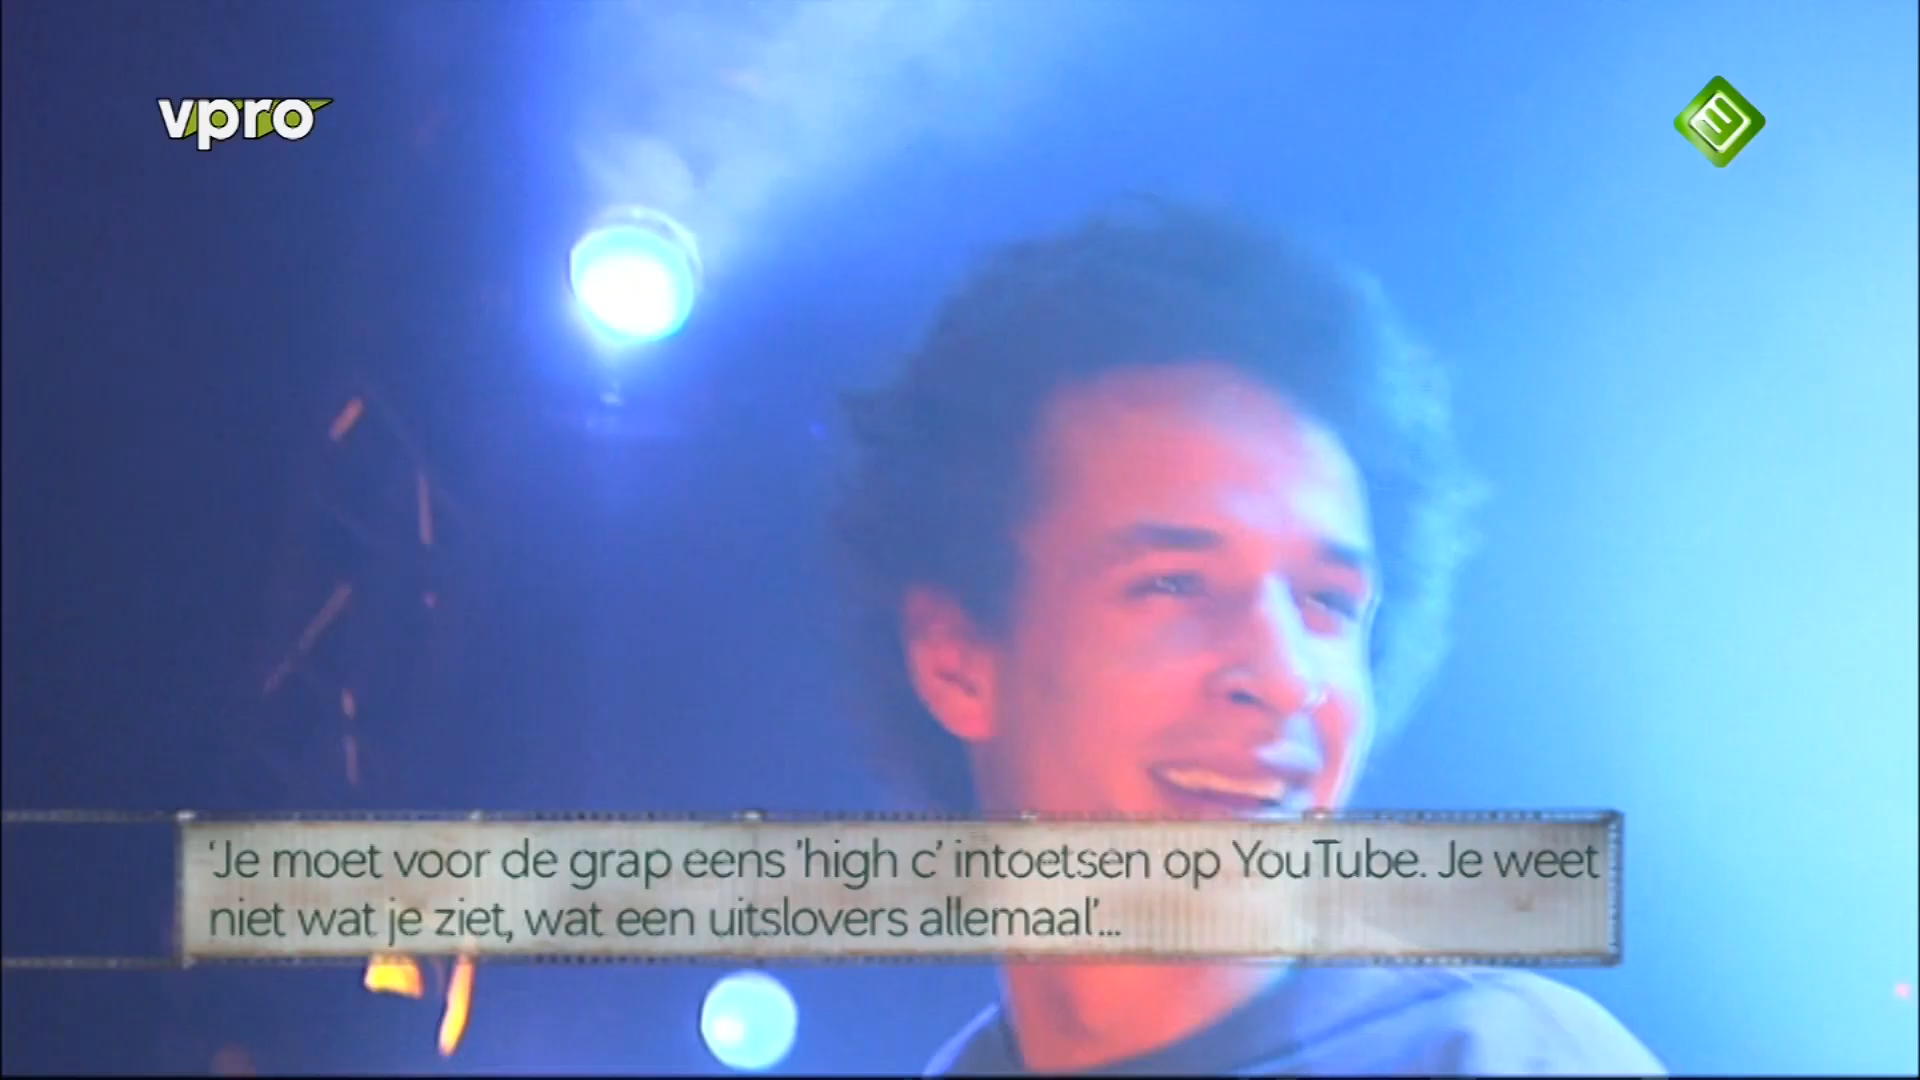 vpro
'Je moet voor de grap eens 'high c' intoetsen op YouTube. Je weet
niet wat je ziet, wat een uitslovers allemaal'...